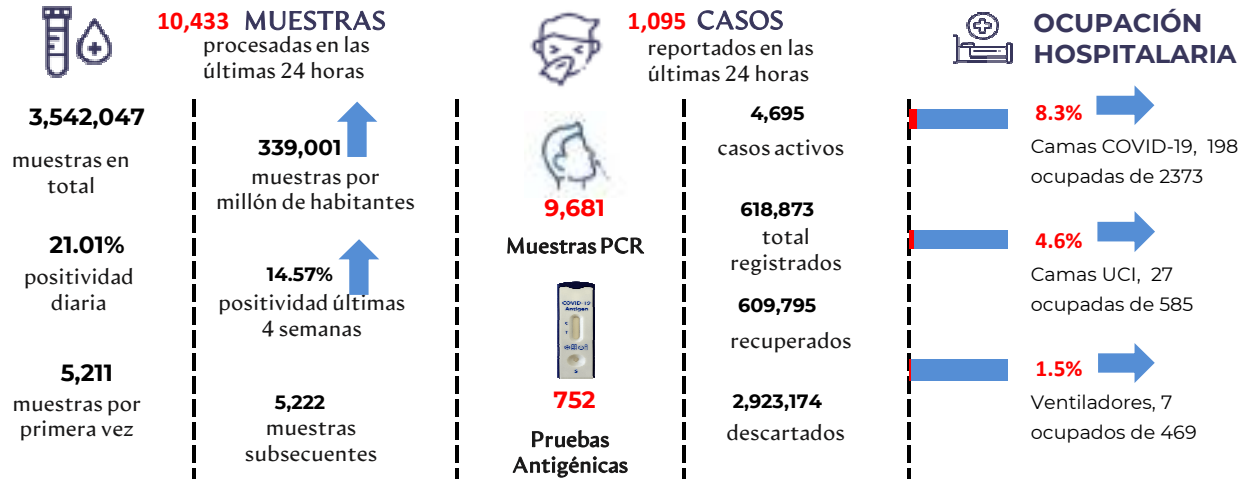 10,433 MUESTRAS
procesadas en las
últimas 24 horas
3,542,047
muestras en
total
21.01%
positividad
diaria
5,211
muestras por
primera vez
339,001
muestras por
millón de habitantes
14.57%
positividad últimas
4 semanas
5,222
muestras
subsecuentes
1,095 CASOS
reportados en las
últimas 24 horas
9,681
Muestras PCR
COVID-19
Antigen
C
T
S
752
Pruebas
Antigénicas
4,695
casos activos
618,873
total
registrados
609,795
recuperados
2,923,174
descartados
OCUPACIÓN
HOSPITALARIA
8.3%
Camas COVID-19, 198
ocupadas de 2373
4.6%
Camas UCI, 27
ocupadas de 585
1.5%
Ventiladores, 7
ocupados de 469